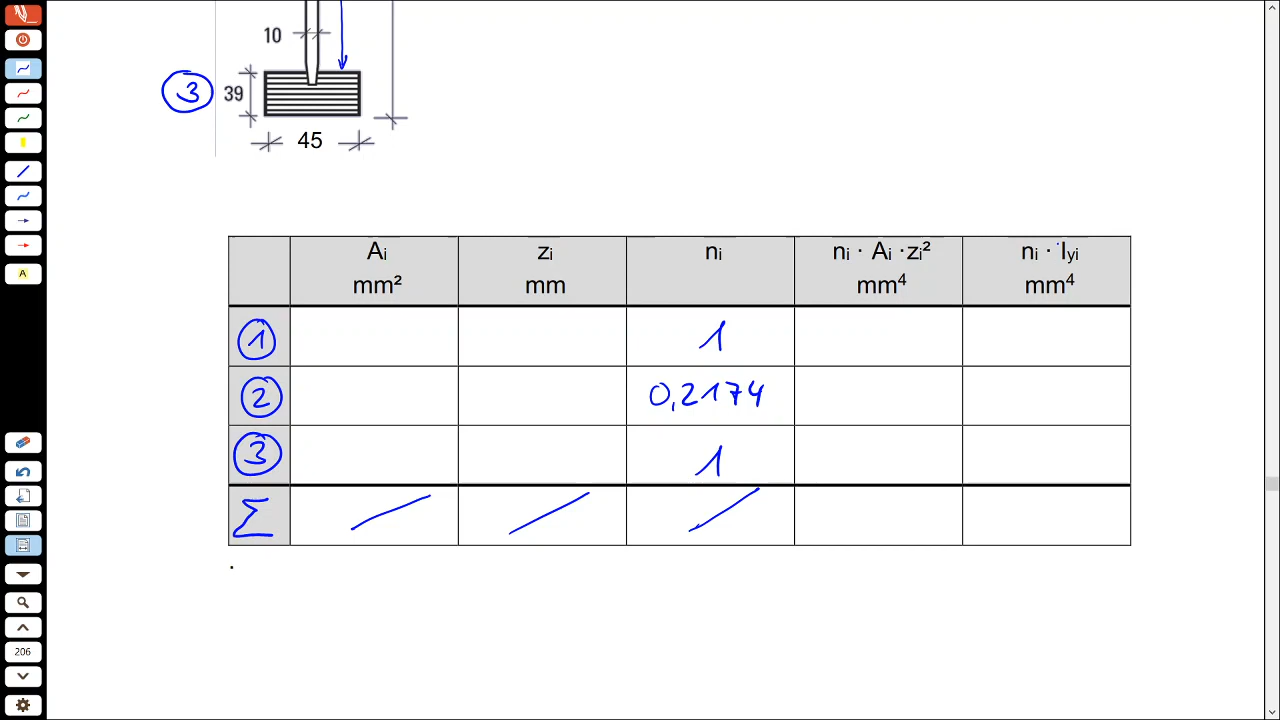 10
3
39
45
Ai zi ni ni · Ai ·zi² ni · Iyi
mm² mm mm⁴ mm⁴
1 1
2 0,2174
3 1
Σ
.
A
206